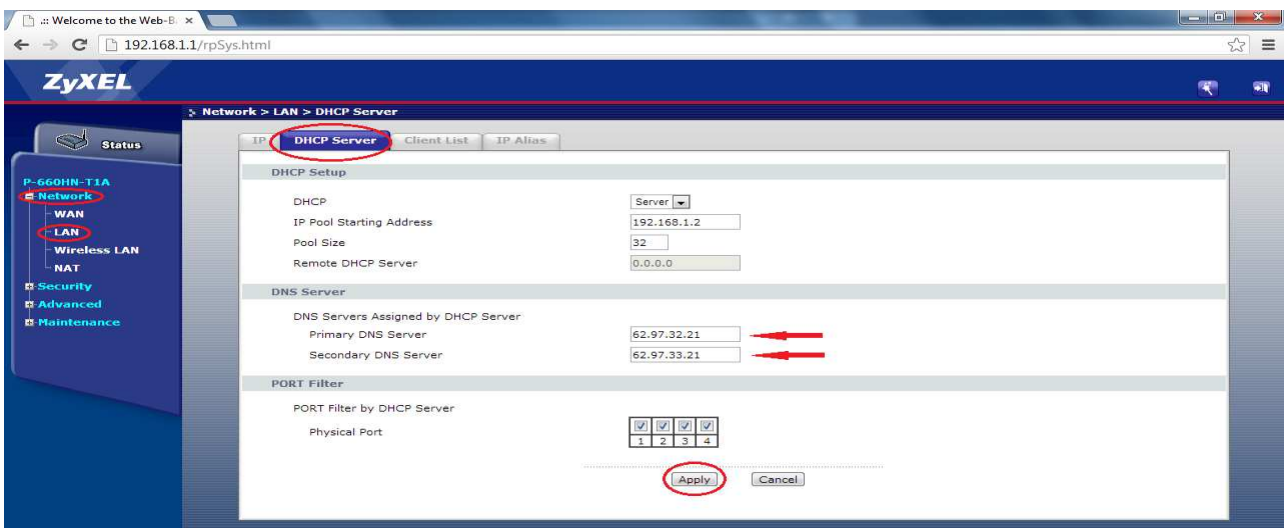 .:: Welcome to the Web-B
192.168.1.1/rpSys.html
ZyXEL
Network > LAN > DHCP Server
Status
P-660HN-T1A
Network
WAN
LAN
Wireless LAN
NAT
Security
Advanced
Maintenance
IP DHCP Server Client List IP Alias
DHCP Setup
DHCP Server
IP Pool Starting Address 192.168.1.2
Pool Size 32
Remote DHCP Server 0.0.0.0
DNS Server
DNS Servers Assigned by DHCP Server
Primary DNS Server 62.97.32.21
Secondary DNS Server 62.97.33.21
PORT Filter
PORT Filter by DHCP Server
Physical Port
1 2 3 4
Apply Cancel